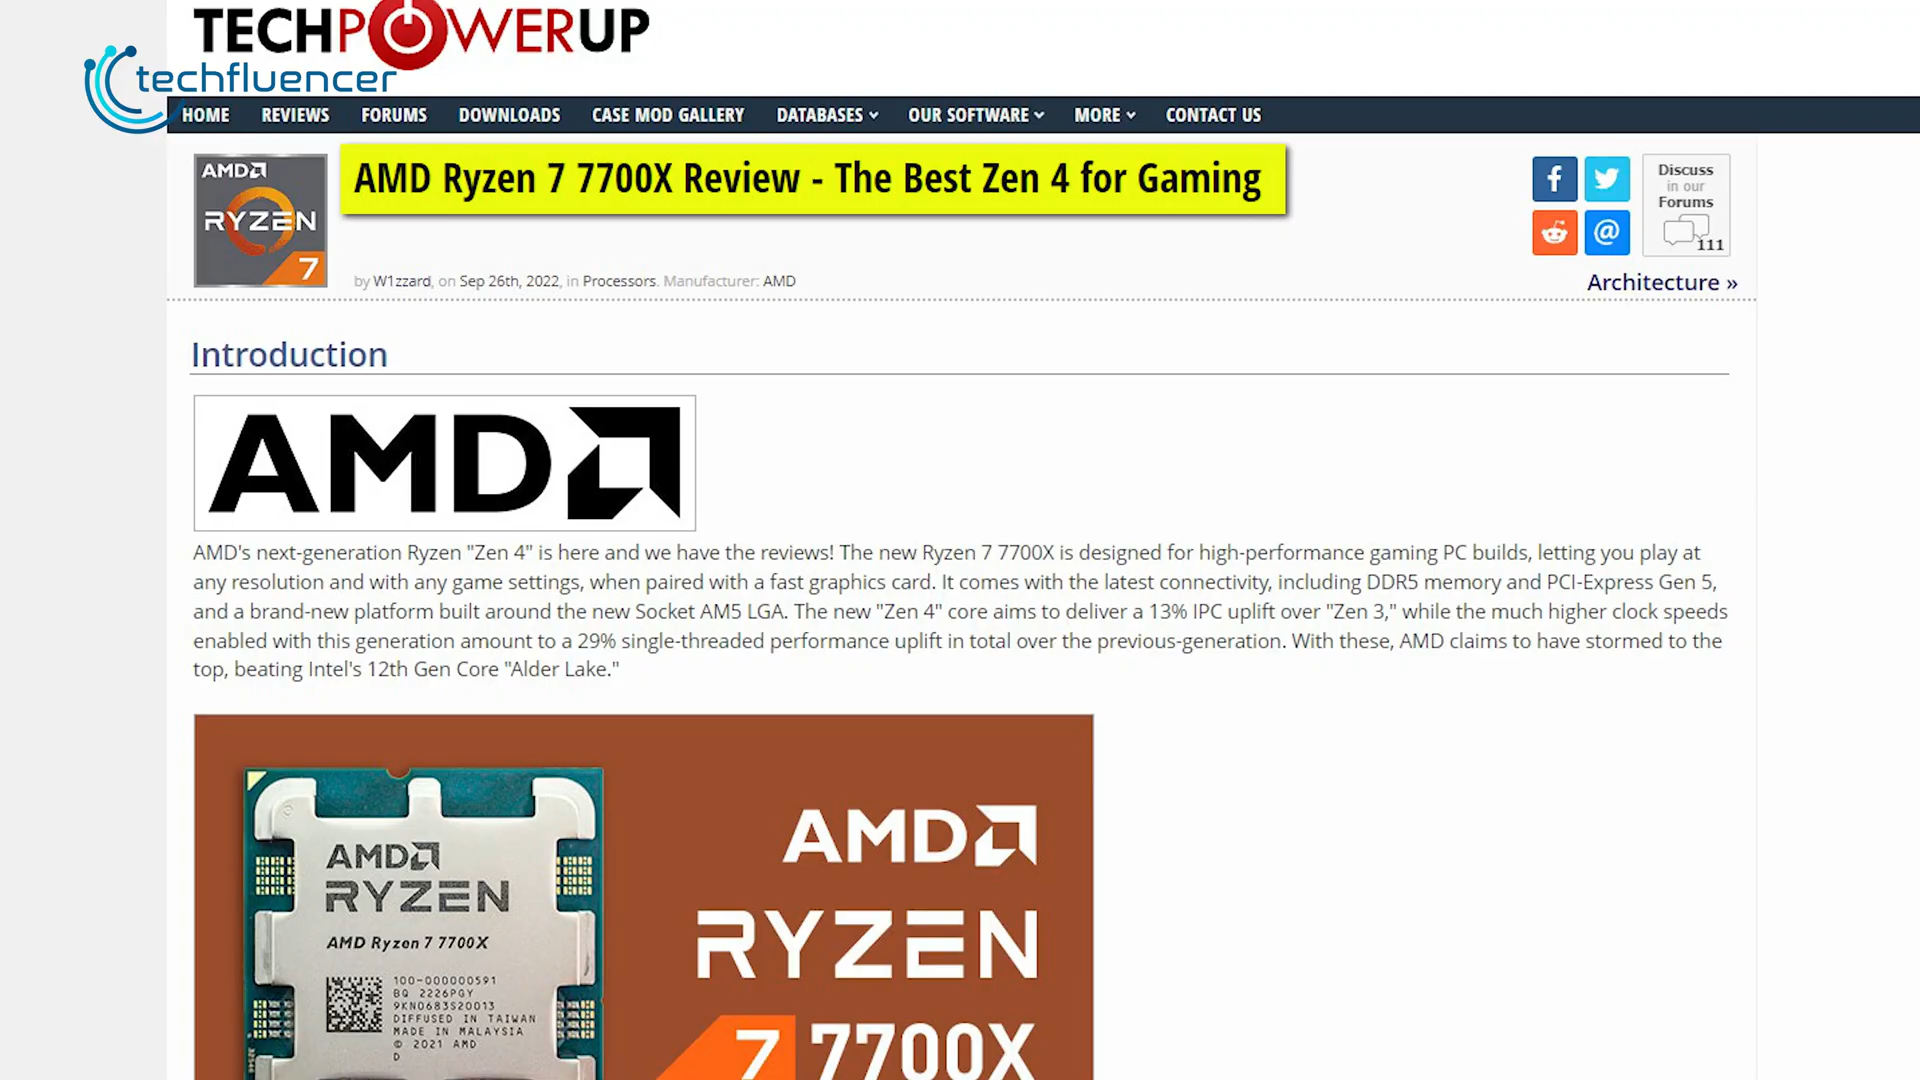 TECHPOWERUP
techfluencer
HOME REVIEWS FORUMS DOWNLOADS CASE MOD GALLERY DATABASES OUR SOFTWARE MORE CONTACT US
AMD
RYZEN
7
AMD Ryzen 7 7700X Review - The Best Zen 4 for Gaming
by W1zzard, on Sep 26th, 2022, in Processors. Manufacturer: AMD
Discuss
in our
Forums
111
Architecture »
Introduction
AMD
AMD's next-generation Ryzen "Zen 4" is here and we have the reviews! The new Ryzen 7 7700X is designed for high-performance gaming PC builds, letting you play at
any resolution and with any game settings, when paired with a fast graphics card. It comes with the latest connectivity, including DDR5 memory and PCI-Express Gen 5,
and a brand-new platform built around the new Socket AM5 LGA. The new "Zen 4" core aims to deliver a 13% IPC uplift over "Zen 3," while the much higher clock speeds
enabled with this generation amount to a 29% single-threaded performance uplift in total over the previous-generation. With these, AMD claims to have stormed to the
top, beating Intel's 12th Gen Core "Alder Lake."
AMD
RYZEN
AMD Ryzen 7 7700X
100-000000591
BQ 2226PGY
9KN0683S20013
DIFFUSED IN TAIWAN
MADE IN MALAYSIA
© 2021 AMD
D
AMD
RYZEN
7 7700X